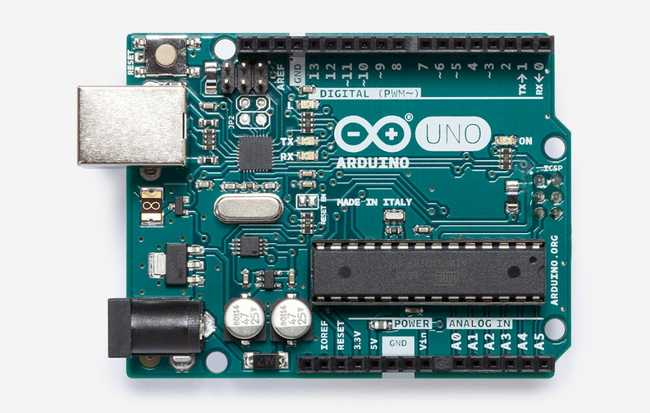 RESET
AREF
GND
13
12
~11
~10
~9
8
7
~6
~5
4
~3
2
TX→1
RX←0
DIGITAL (PWM~)
L
TX
RX
®
UNO
ON
ARDUINO
ICSP
RESET EN
MADE IN ITALY
ARDUINO.ORG
47
25V
47
25V
IOREF
RESET
3.3V
5V
GND
Vin
POWER
ANALOG IN
A0
A1
A2
A3
A4
A5